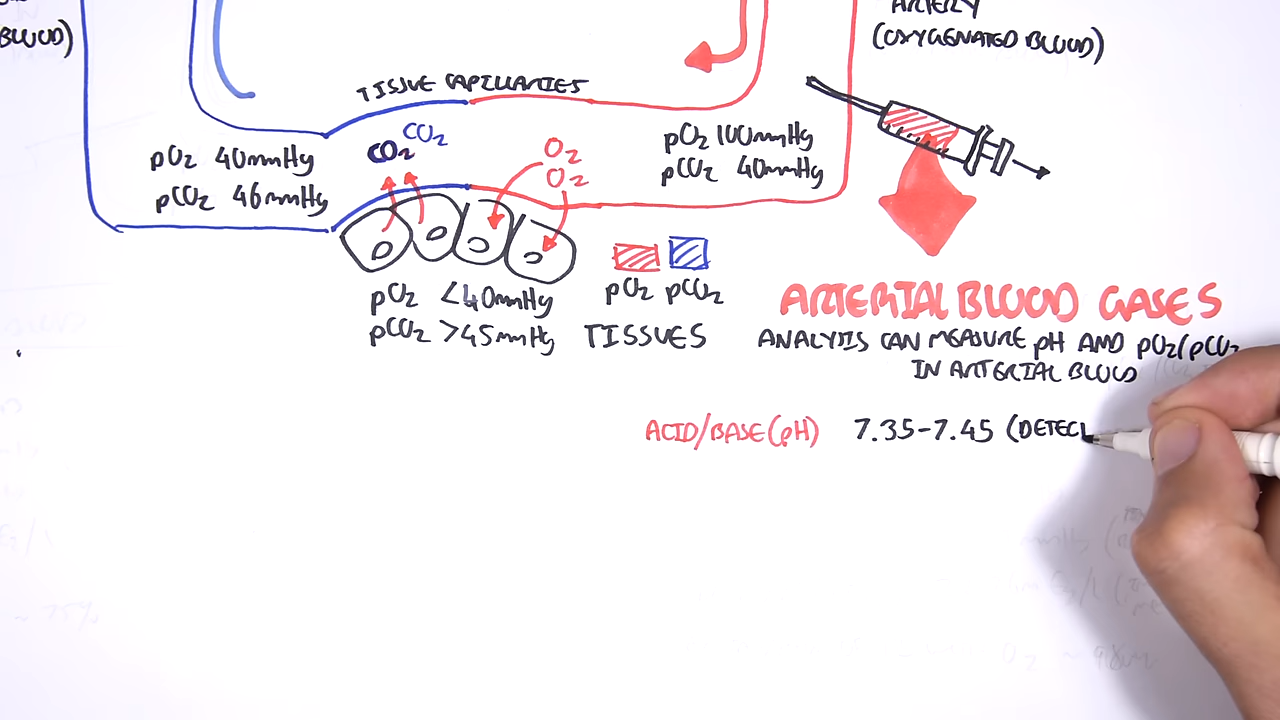 ARTERY
BLOOD)
(OXYGENATED BLOOD)
TISSUE CAPILLARIES
CO2
CO2
O2
O2
pO2 40mmHg
pCO2 46mmHg
pO2 100mmHg
pCO2 40mmHg
pO2 <40mmHg
pCO2 >45mmHg
pO2 pCO2
TISSUES
ARTERIAL BLOOD GASES
ANALYSIS CAN MEASURE pH AND pO2/pCO2
IN ARTERIAL BLOOD
ACID/BASE(pH) 7.35-7.45 (DETECT